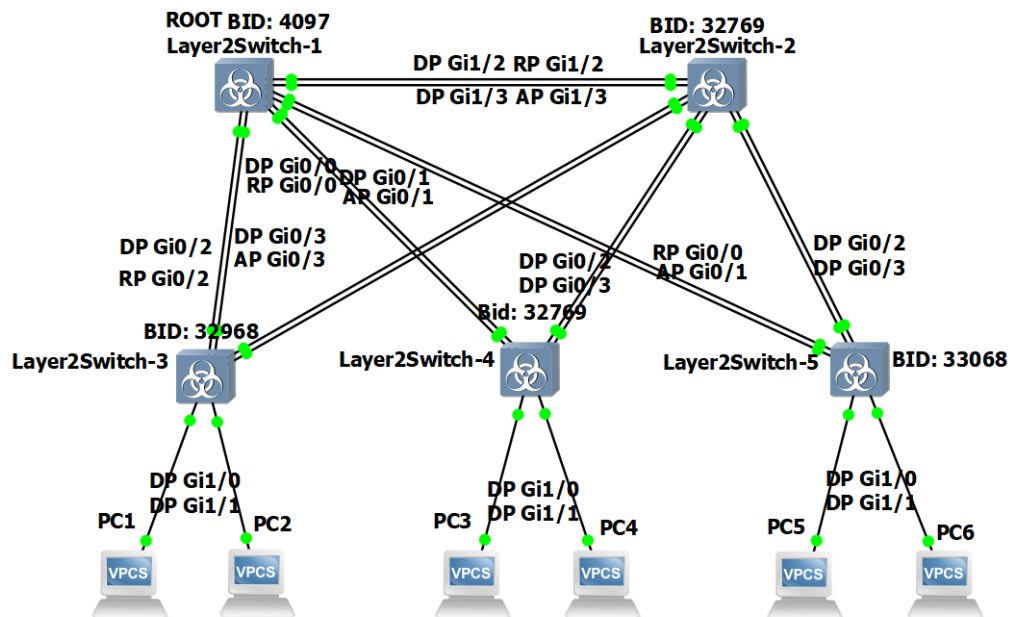 ROOT BID: 4097
Layer2Switch-1
BID: 32769
Layer2Switch-2
DP Gi1/2 RP Gi1/2
DP Gi1/3 AP Gi1/3
DP Gi0/0
RP Gi0/0
DP Gi0/1
AP Gi0/1
DP Gi0/2
RP Gi0/2
DP Gi0/3
AP Gi0/3
DP Gi0/2
DP Gi0/3
RP Gi0/0
AP Gi0/1
DP Gi0/2
DP Gi0/3
BID: 32968
Layer2Switch-3
Bid: 32769
Layer2Switch-4
Layer2Switch-5
BID: 33068
DP Gi1/0
DP Gi1/1
DP Gi1/0
DP Gi1/1
DP Gi1/0
DP Gi1/1
PC1
PC2
PC3
PC4
PC5
PC6
VPCS
VPCS
VPCS
VPCS
VPCS
VPCS